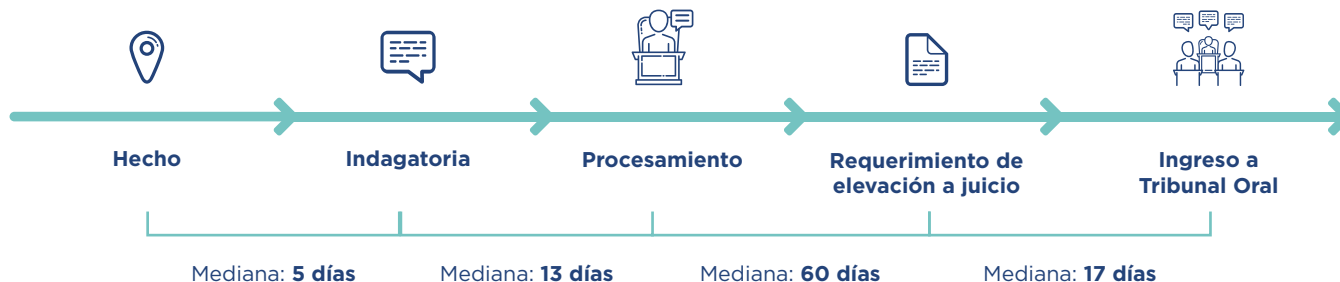 Hecho
Indagatoria
Procesamiento
Requerimiento de
elevación a juicio
Ingreso a
Tribunal Oral
Mediana: 5 días
Mediana: 13 días
Mediana: 60 días
Mediana: 17 días